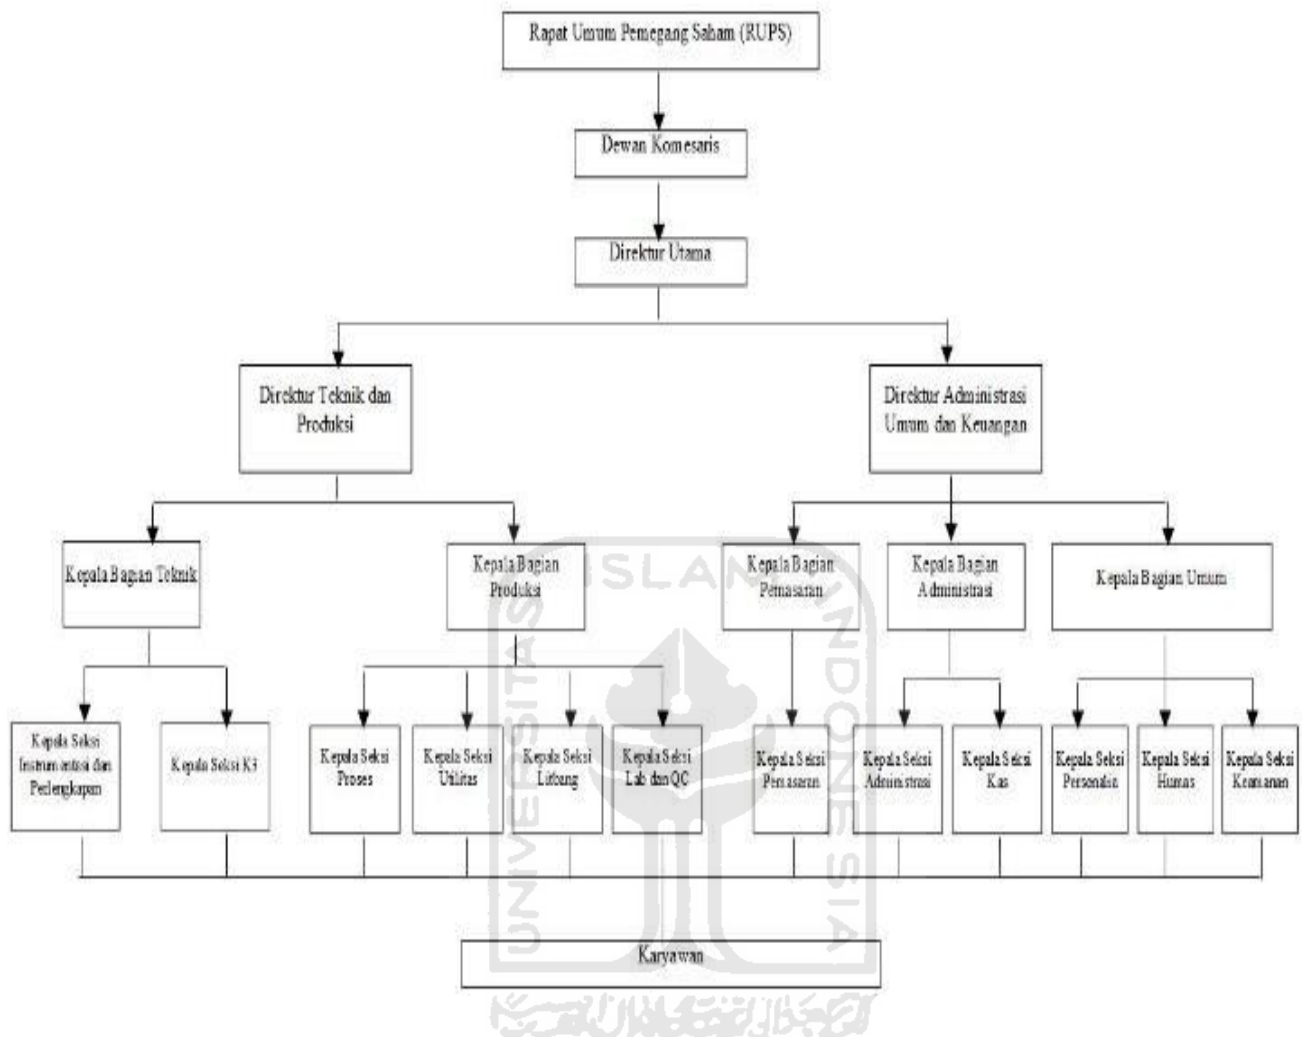 Rapat Umum Pemegang Saham (RUPS)
Dewan Komesaris
Direktur Utama
Direktur Teknik dan
Produksi
Direktur Administrasi
Umum dan Keuangan
Kepala Bagian Teknik
Kepala Bagian
Produksi
Kepala Bagian
Pemasaran
Kepala Bagian
Administrasi
Kepala Bagian Umum
Kepala Seksi
Instrumentasi dan
Perlengkapan
Kepala Seksi K3
Kepala Seksi
Proses
Kepala Seksi
Utilitas
Kepala Seksi
Litbang
Kepala Seksi
Lab dan QC
Kepala Seksi
Pemasaran
Kepala Seksi
Administrasi
Kepala Seksi
Kas
Kepala Seksi
Personalia
Kepala Seksi
Humas
Kepala Seksi
Keamanan
Karyawan
UNIVERSITAS
ISLAM
INDONESIA